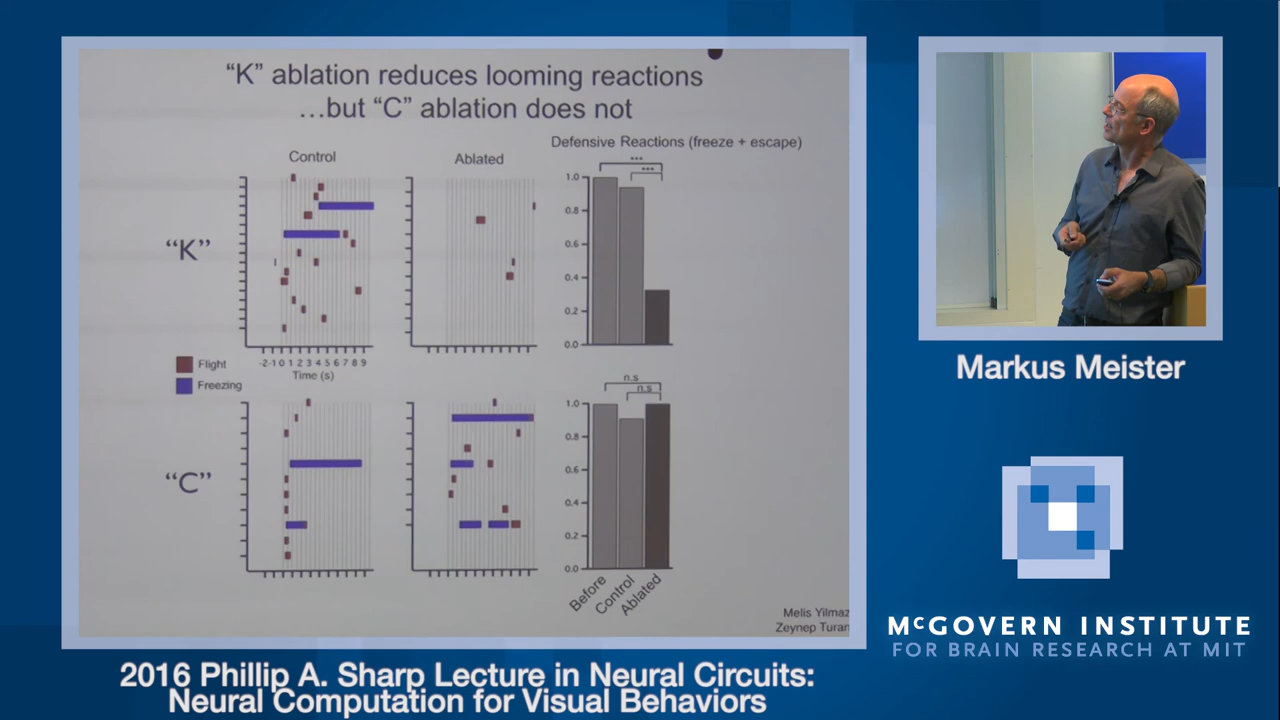 “K” ablation reduces looming reactions
…but “C” ablation does not
Defensive Reactions (freeze + escape)
Control
Ablated
***
***
“K”
1.0
0.8
0.6
0.4
0.2
0.0
-2 -1 0 1 2 3 4 5 6 7 8 9
Time (s)
Flight
Freezing
n.s
n.s
“C”
1.0
0.8
0.6
0.4
0.2
0.0
Before
Control
Ablated
Melis Yilmaz
Zeynep Turan
Markus Meister
McGOVERN INSTITUTE
FOR BRAIN RESEARCH AT MIT
2016 Phillip A. Sharp Lecture in Neural Circuits:
Neural Computation for Visual Behaviors